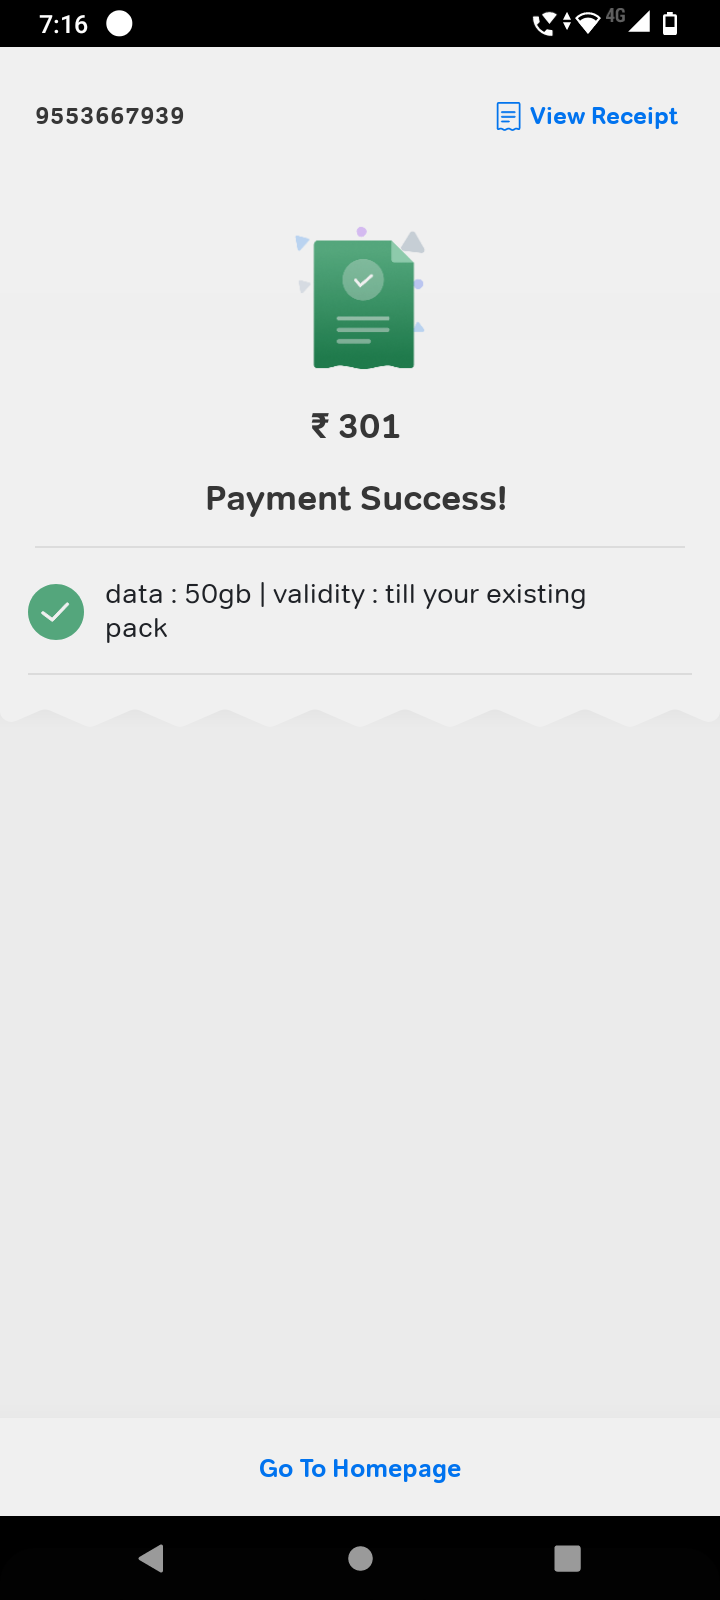 7:16
4G
9553667939
View Receipt
₹ 301
Payment Success!
data : 50gb | validity : till your existing
pack
Go To Homepage